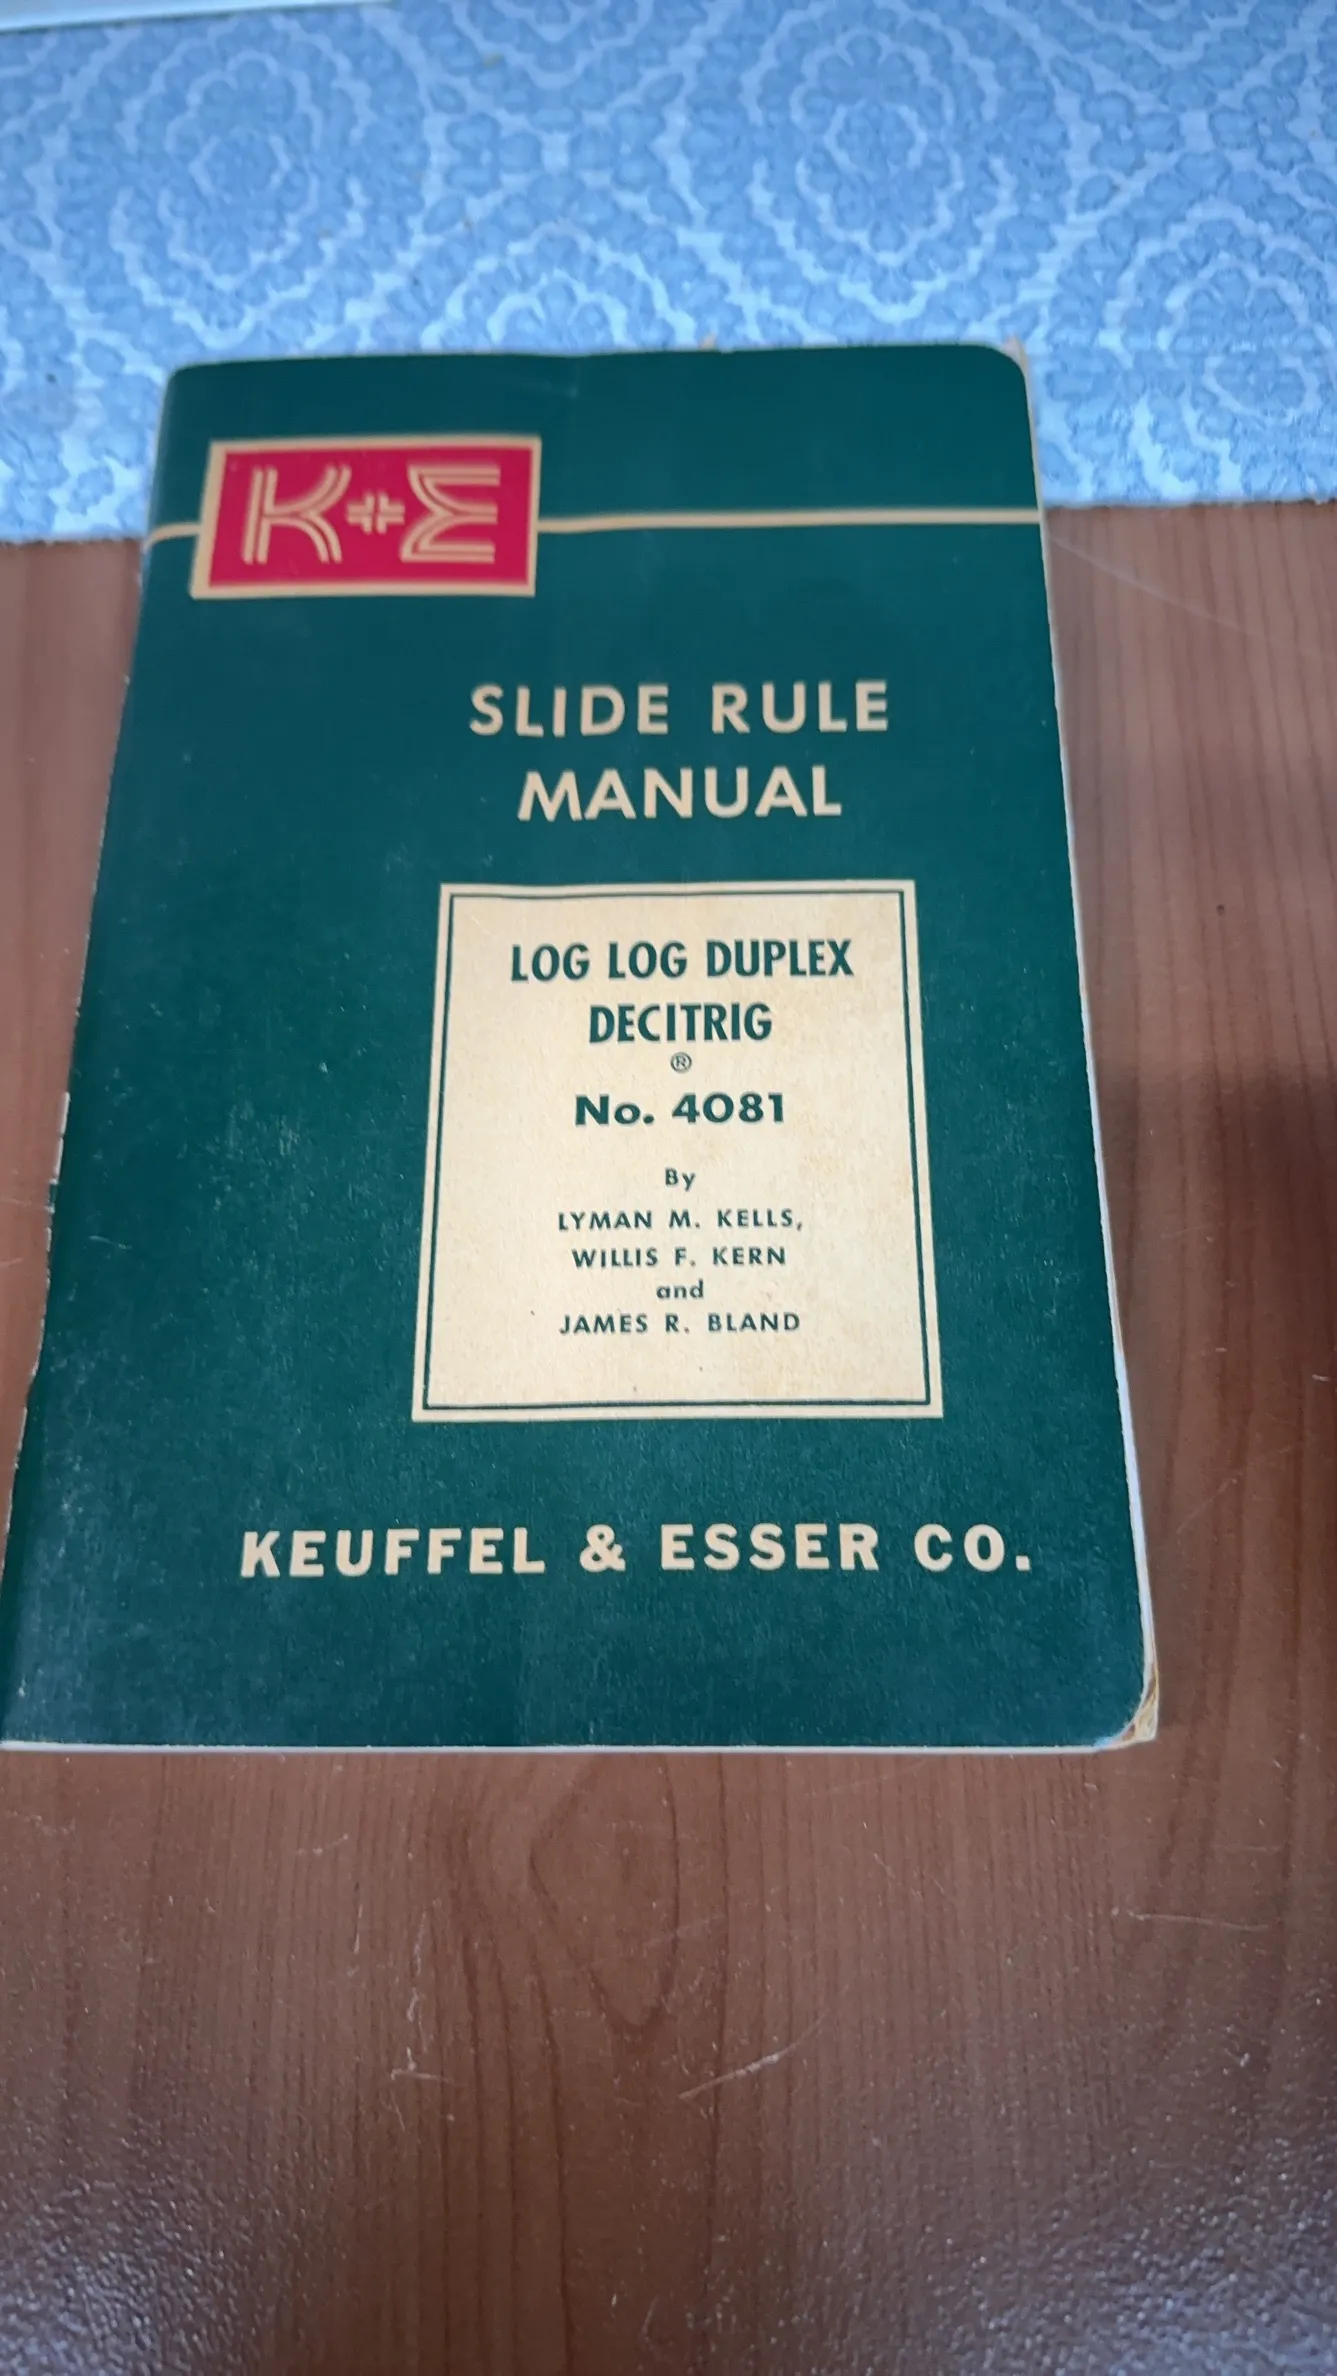 K+E
SLIDE RULE
MANUAL
LOG LOG DUPLEX
DECITRIG
®
No. 4081
By
LYMAN M. KELLS,
WILLIS F. KERN
and
JAMES R. BLAND
KEUFFEL & ESSER CO.